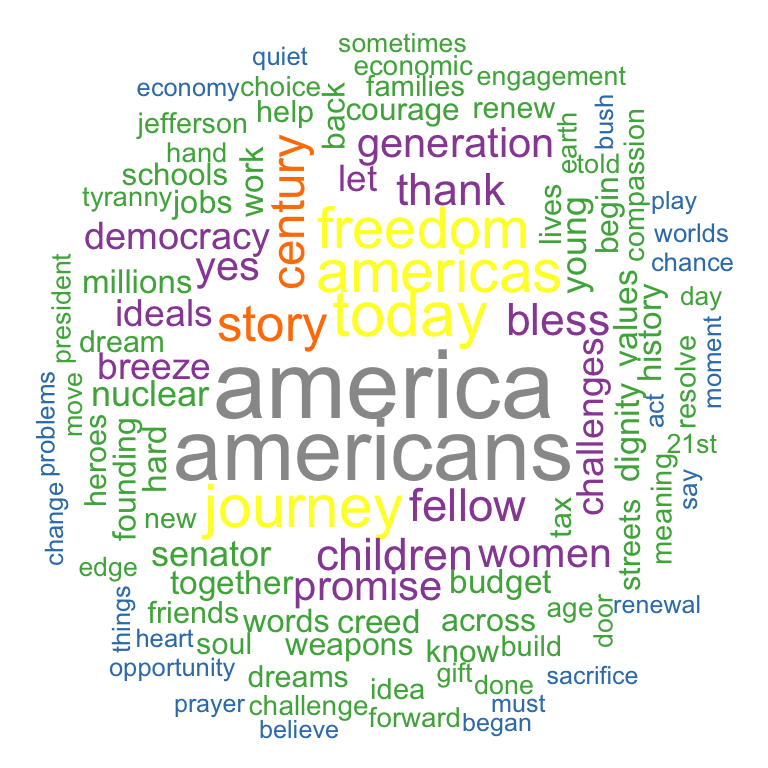 sometimes
quiet
economic
engagement
economy
choice
families
back
help
courage
renew
bush
jefferson
earth
compassion
hand
century
generation
told
work
let
thank
schools
begin
tyranny
jobs
lives
young
play
freedom
democracy
worlds
yes
americas
chance
millions
president
values
history
day
ideals
story
today
bless
dream
moment
breeze
america
challenges
resolve
nuclear
move
act
problems
heroes
founding
hard
americans
dignity
21st
meaning
say
journey
fellow
tax
streets
change
new
senator
children
women
edge
together
promise
budget
things
friends
age
door
renewal
words
creed
across
heart
soul
weapons
know
build
opportunity
dreams
idea
gift
done
sacrifice
prayer
challenge
forward
must
believe
began